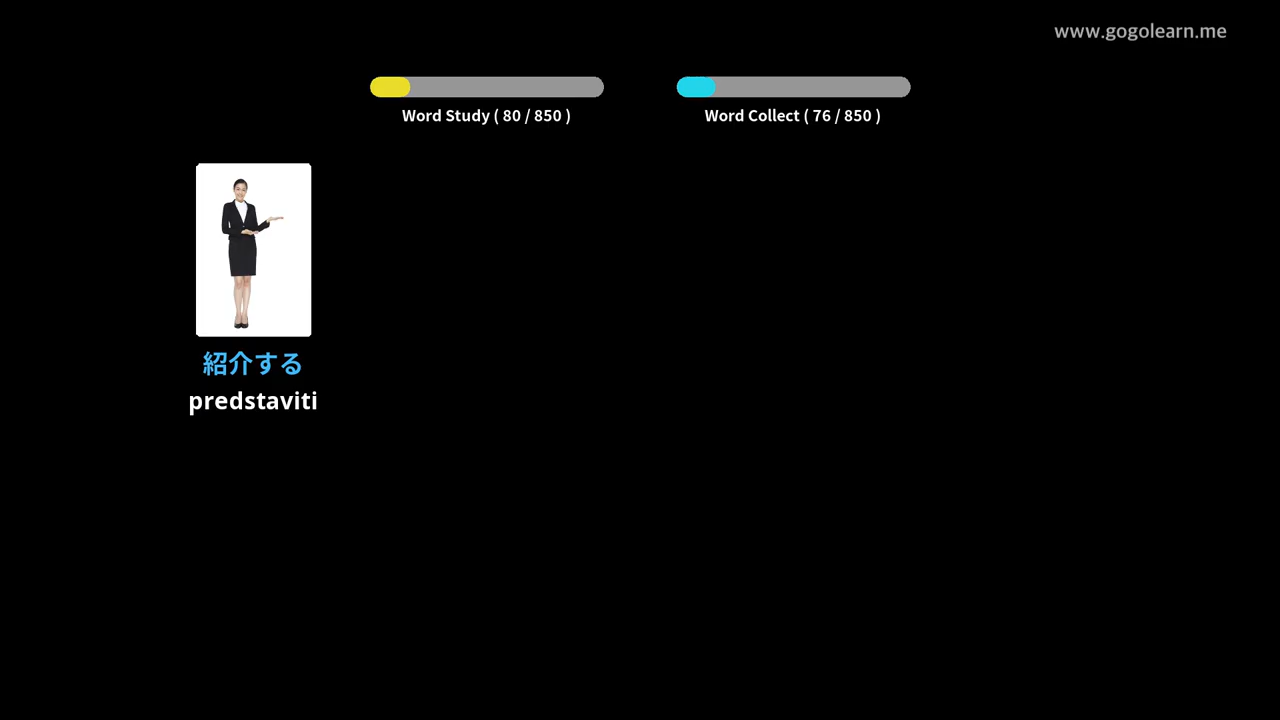 www.gogolearn.me
Word Study ( 80 / 850 )
Word Collect ( 76 / 850 )
紹介する
predstaviti